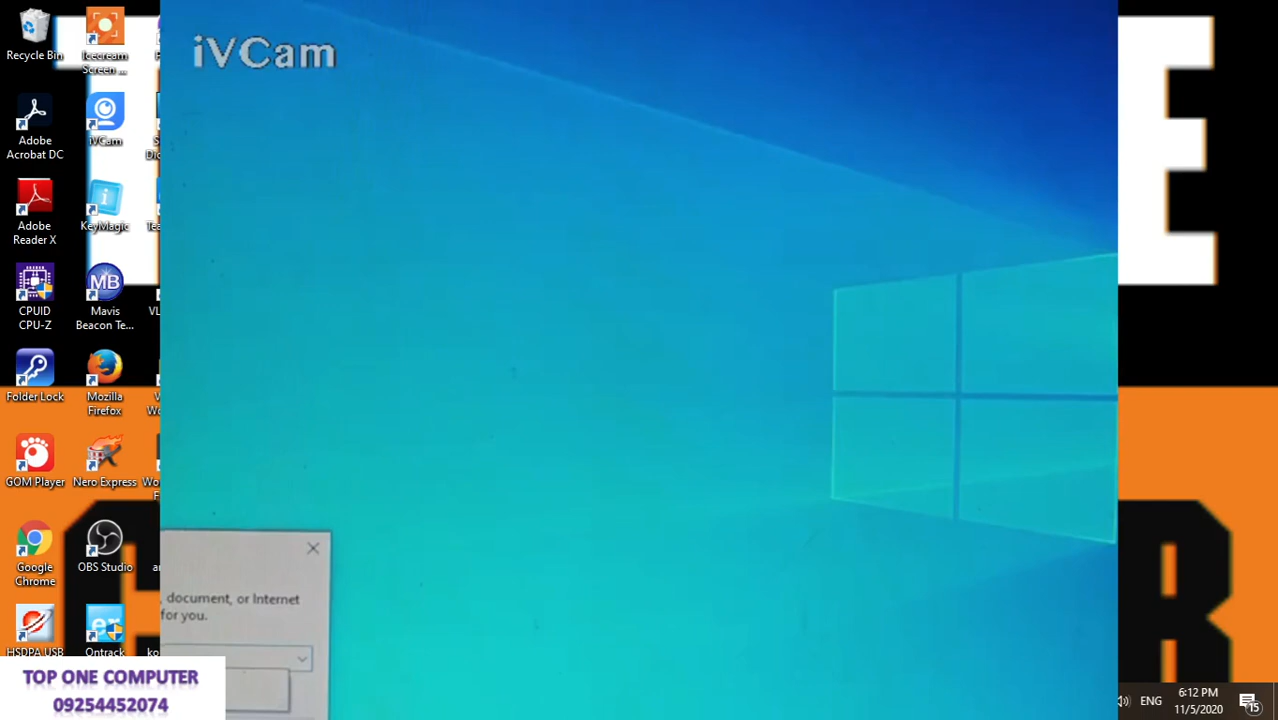 iVCam
Recycle Bin
Icecream
Screen ...
Adobe
Acrobat DC
iVCam
Adobe
Reader X
KeyMagic
CPUID
CPU-Z
Mavis
Beacon Te...
Folder Lock
Mozilla
Firefox
GOM Player
Nero Express
Google
Chrome
OBS Studio
HSDPA USB
Ontrack
, document, or Internet
for you.
TOP ONE COMPUTER
09254452074
ENG
6:12 PM
11/5/2020
15